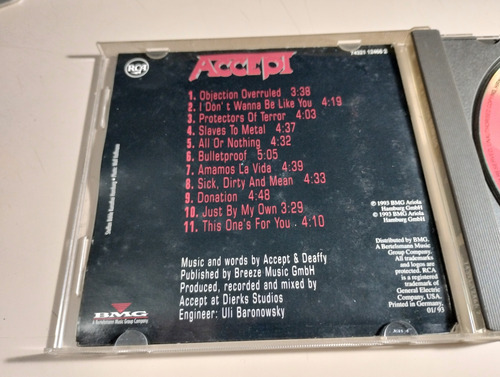 74321 12466 2
RCA
ACCEPT
1. Objection Overruled 3:38
2. I Don't Wanna Be Like You 4:19
3. Protectors Of Terror 4:03
4. Slaves To Metal 4:37
5. All Or Nothing 4:32
6. Bulletproof 5:05
7. Amamos La Vida 4:39
8. Sick, Dirty And Mean 4:33
9. Donation 4:48
10. Just By My Own 3:29
11. This One's For You 4:10
Music and words by Accept & Deaffy
Published by Breeze Music GmbH
Produced, recorded and mixed by
Accept at Dierks Studios
Engineer: Uli Baronowsky
BMG
A Bertelsmann Music Group Company
℗ 1993 BMG Ariola
Hamburg GmbH
© 1993 BMG Ariola
Hamburg GmbH
Distributed by BMG.
A Bertelsmann Music
Group Company.
All trademarks
and logos are
protected. RCA
is a registered
trademark of
General Electric
Company, USA.
Printed in Germany.
01/93